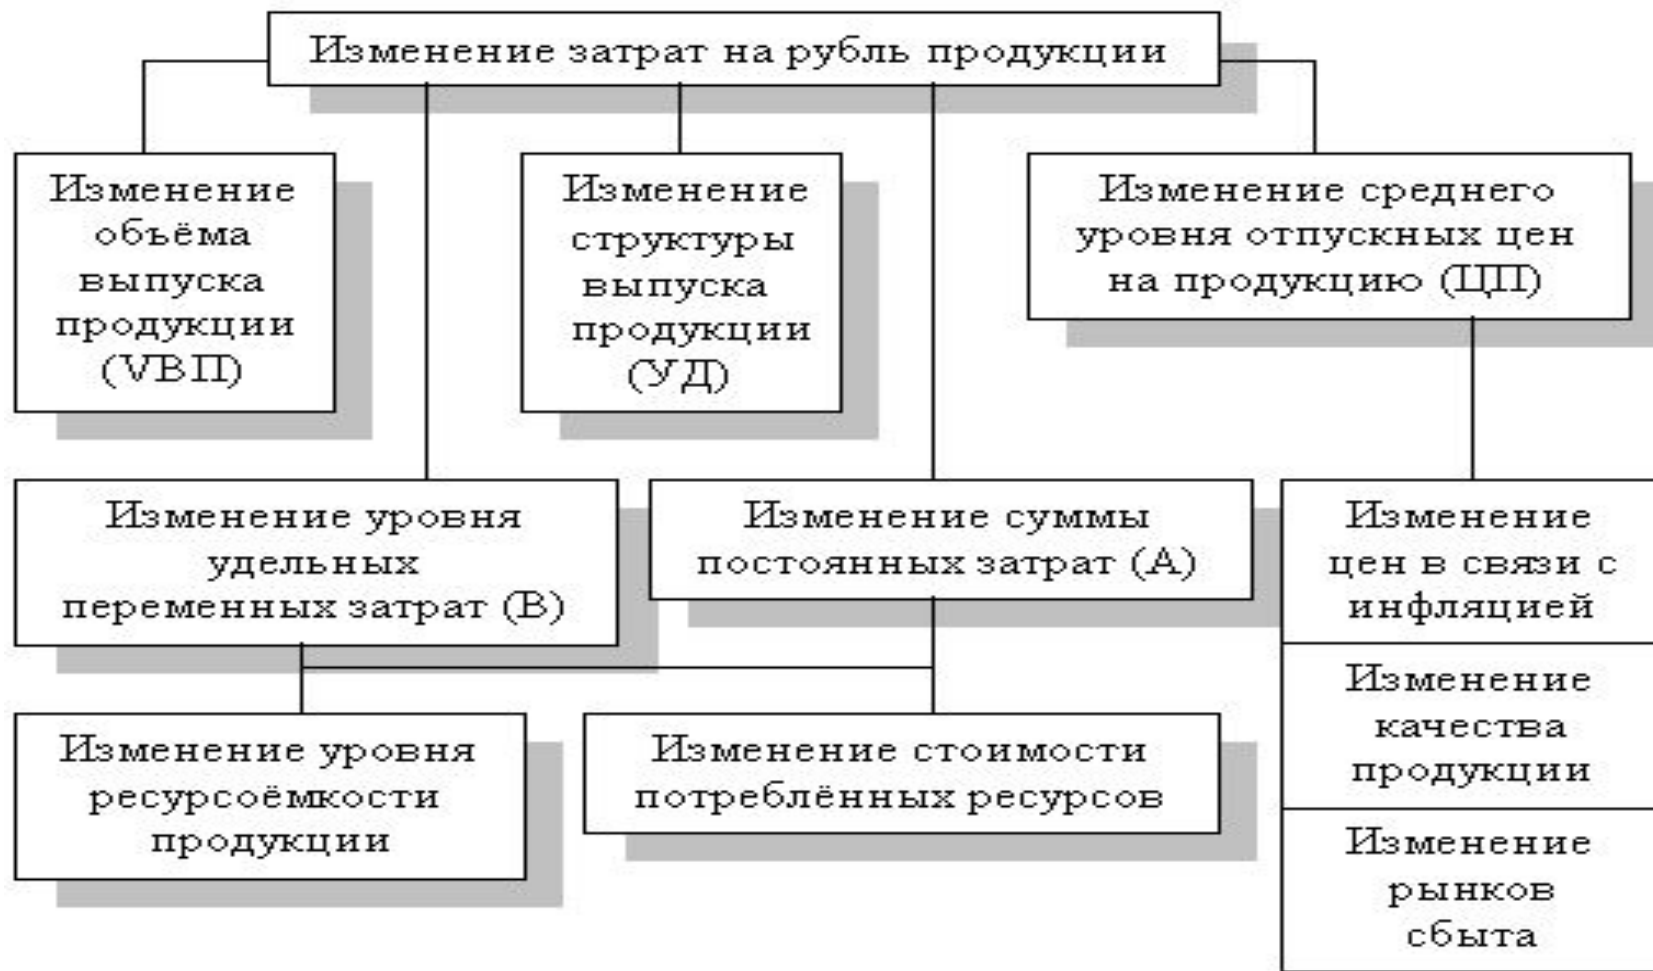 Изменение затрат на рубль продукции
Изменение
объёма
выпуска
продукции
(VВП)
Изменение
структуры
выпуска
продукции
(УД)
Изменение среднего
уровня отпускных цен
на продукцию (ЦП)
Изменение уровня
удельных
переменных затрат (В)
Изменение суммы
постоянных затрат (А)
Изменение
цен в связи с
инфляцией
Изменение
качества
продукции
Изменение
рынков
сбыта
Изменение уровня
ресурсоёмкости
продукции
Изменение стоимости
потреблённых ресурсов